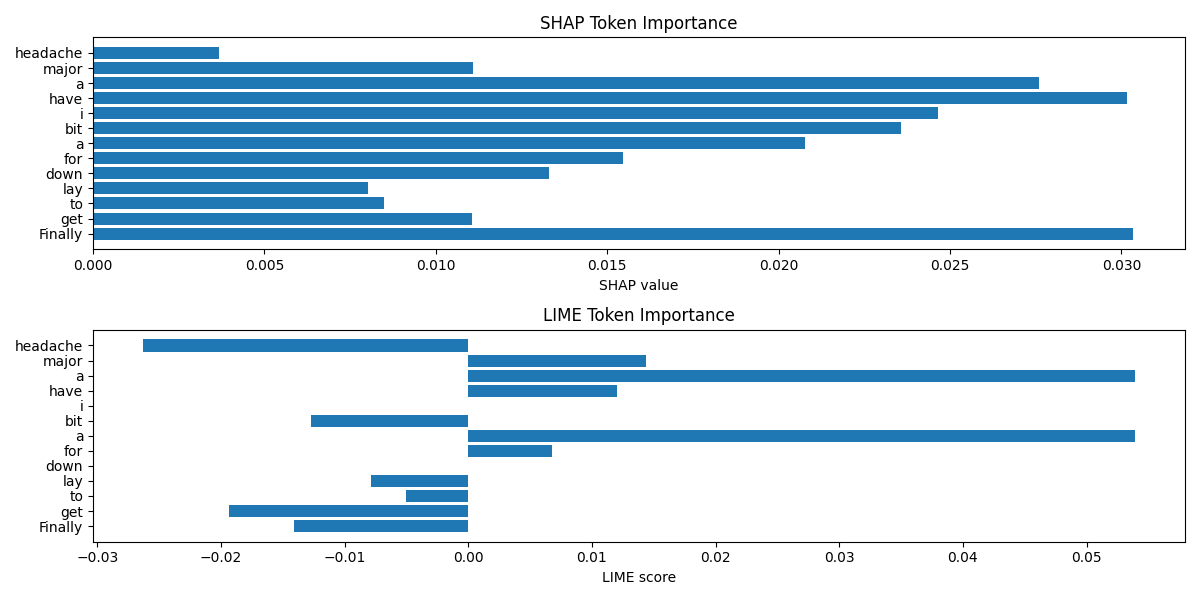 SHAP Token Importance
headache
major
a
have
i
bit
a
for
down
lay
to
get
Finally
0.000 0.005 0.010 0.015 0.020 0.025 0.030
SHAP value
LIME Token Importance
headache
major
a
have
i
bit
a
for
down
lay
to
get
Finally
−0.03 −0.02 −0.01 0.00 0.01 0.02 0.03 0.04 0.05
LIME score